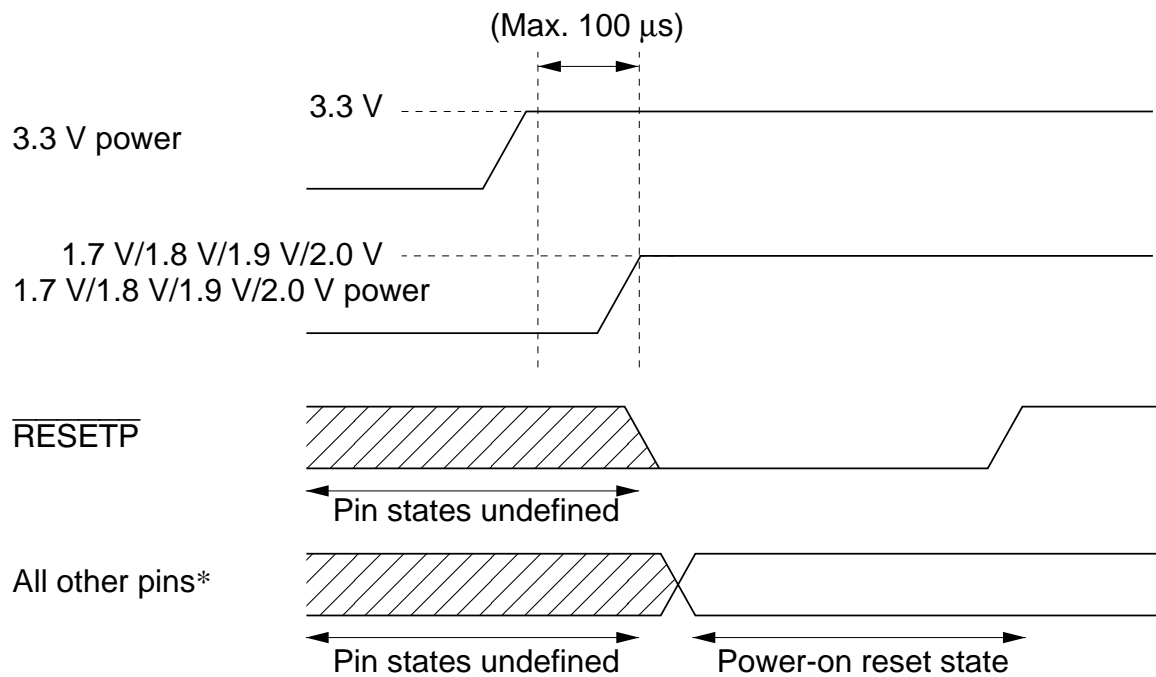 (Max. 100 μs)
3.3 V
3.3 V power
1.7 V/1.8 V/1.9 V/2.0 V
1.7 V/1.8 V/1.9 V/2.0 V power
RESETP
Pin states undefined
All other pins*
Pin states undefined
Power-on reset state